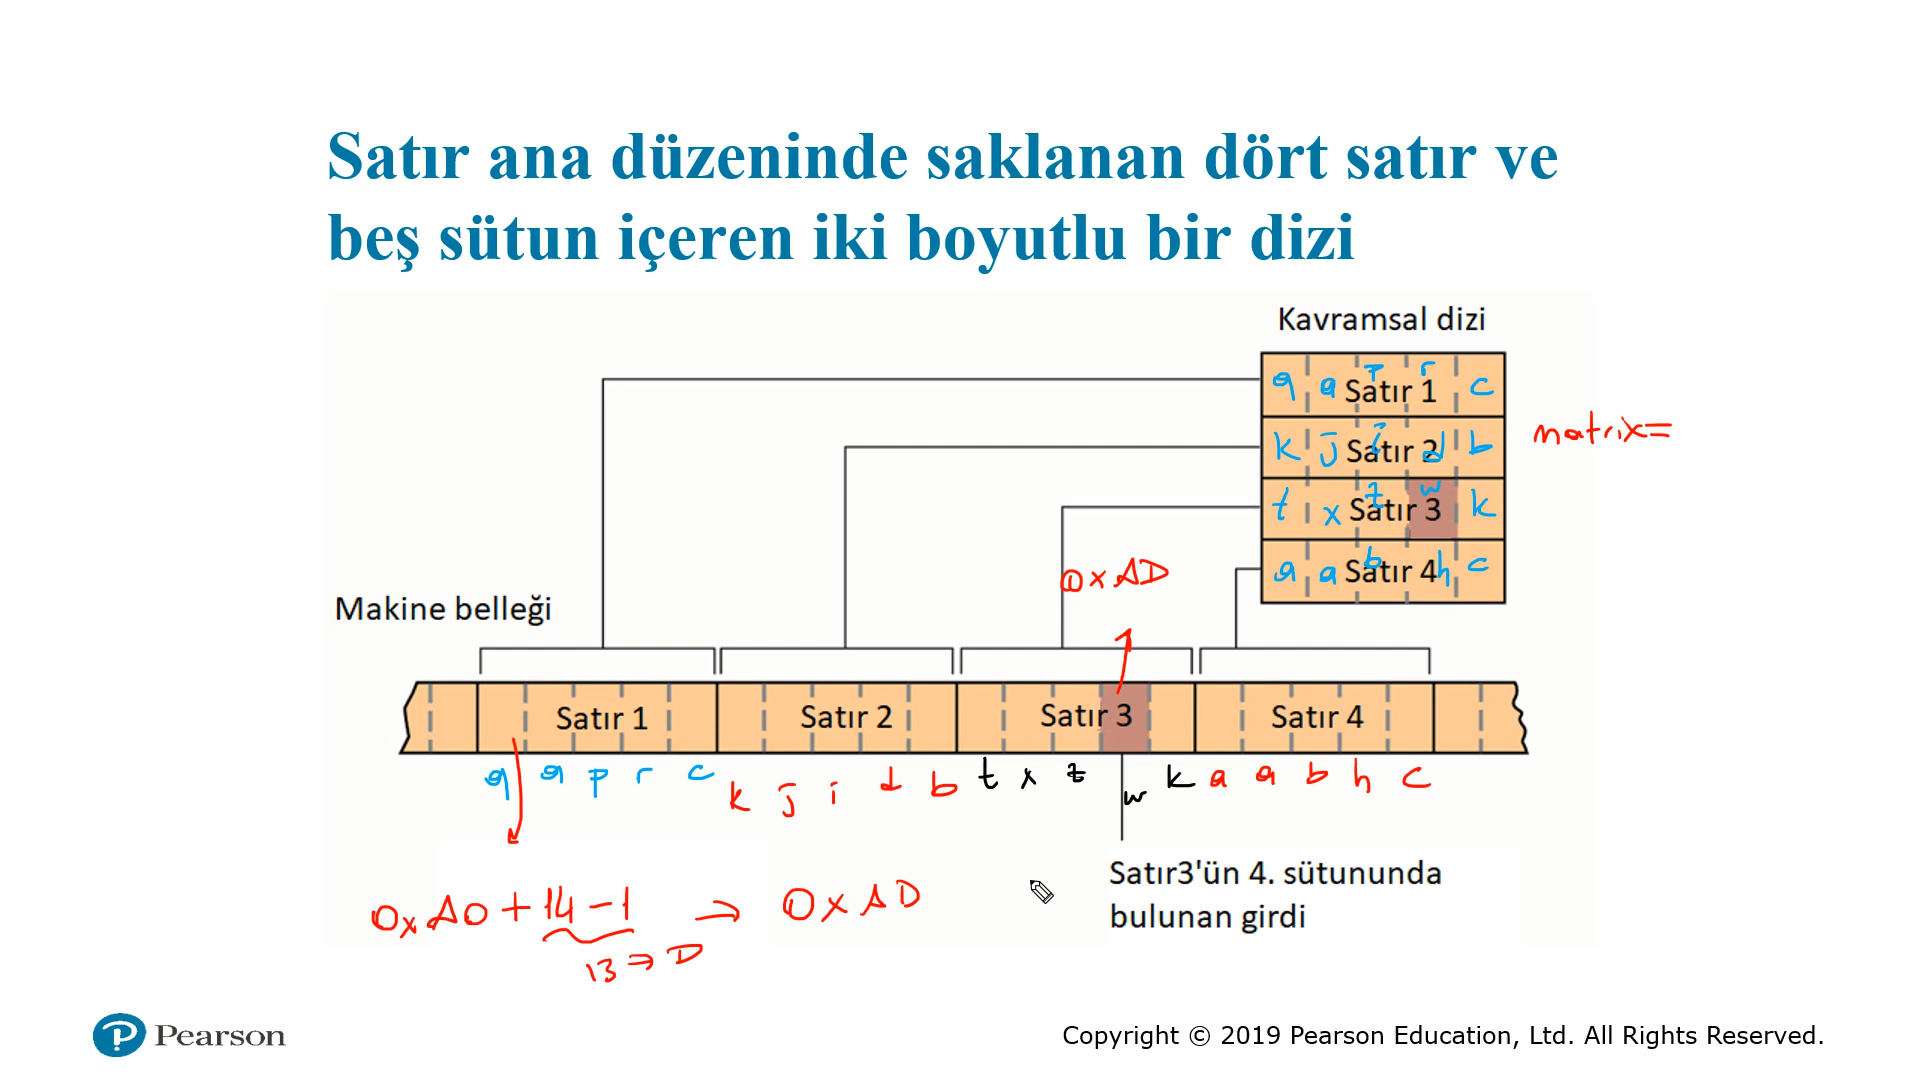 Satır ana düzeninde saklanan dört satır ve
beş sütun içeren iki boyutlu bir dizi
Kavramsal dizi
q a p r c
Satır 1
matrix=
k j i d b
Satır 2
t x z w k
Satır 3
a a b h c
Satır 4
0xAD
Makine belleği
Satır 1 Satır 2 Satır 3 Satır 4
q a p r c k j i d b t x z w k a a b h c
Satır3'ün 4. sütununda
bulunan girdi
0xA0 + 14 - 1 → 0xAD
13 → D
Pearson
Copyright © 2019 Pearson Education, Ltd. All Rights Reserved.